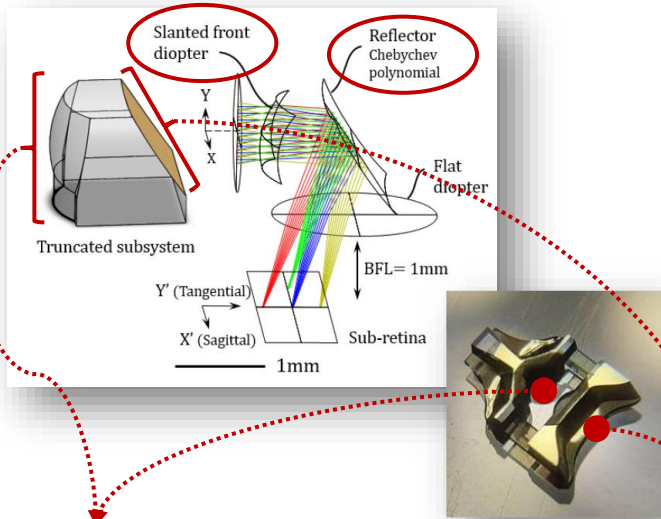 Slanted front
diopter
Reflector
Chebychev
polynomial
Y
X
Flat
diopter
Truncated subsystem
BFL= 1mm
Y' (Tangential)
X' (Sagittal)
Sub-retina
1mm